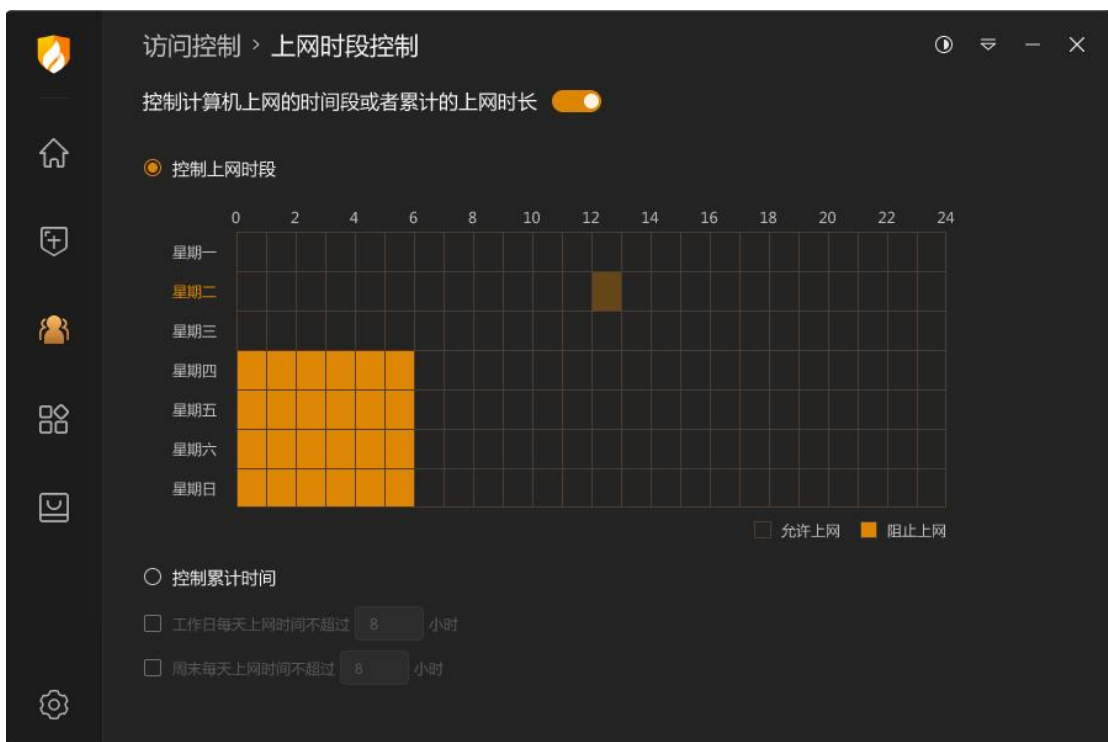 访问控制 > 上网时段控制
控制计算机上网的时间段或者累计的上网时长
控制上网时段
0 2 4 6 8 10 12 14 16 18 20 22 24
星期一
星期二
星期三
星期四
星期五
星期六
星期日
允许上网 阻止上网
控制累计时间
工作日每天上网时间不超过 8 小时
周末每天上网时间不超过 8 小时